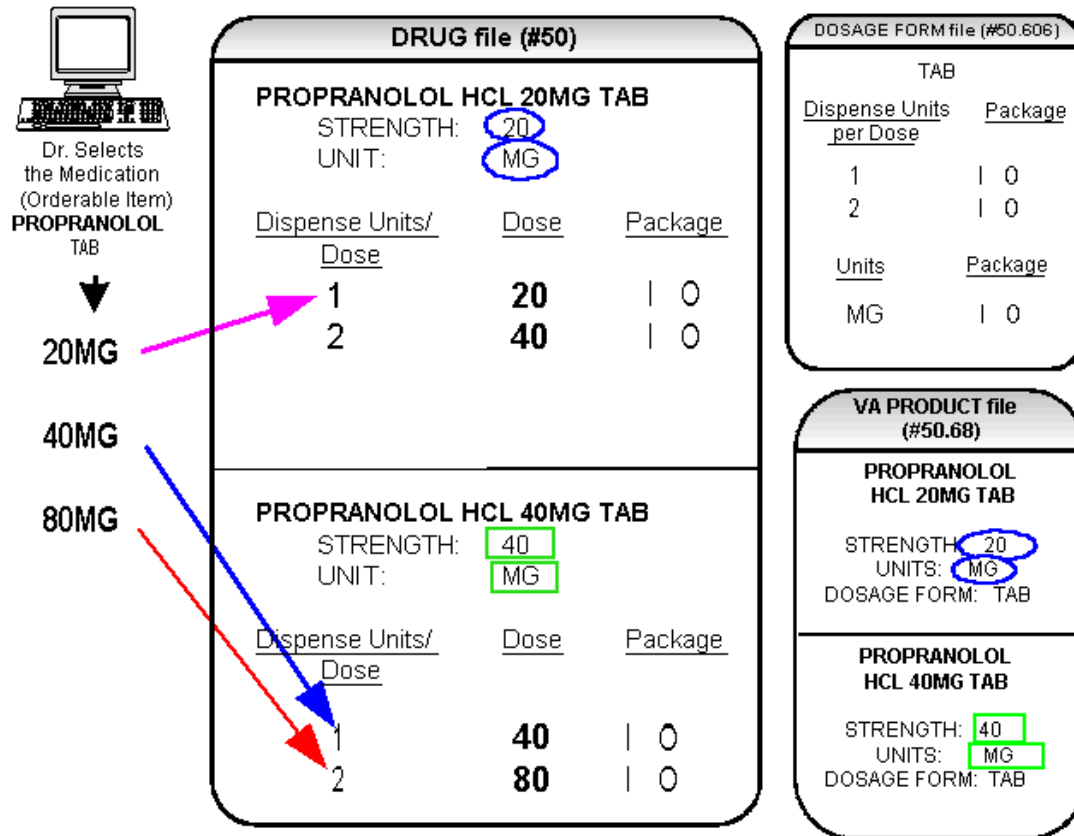 Dr. Selects
the Medication
(Orderable Item)
PROPRANOLOL
TAB
20MG
40MG
80MG
DRUG file (#50)
PROPRANOLOL HCL 20MG TAB
STRENGTH: 20
UNIT: MG
Dispense Units/ Dose Package
Dose
1 20 I O
2 40 I O
PROPRANOLOL HCL 40MG TAB
STRENGTH: 40
UNIT: MG
Dispense Units/ Dose Package
Dose
1 40 I O
2 80 I O
DOSAGE FORM file (#50.606)
TAB
Dispense Units Package
per Dose
1 I O
2 I O
Units Package
MG I O
VA PRODUCT file
(#50.68)
PROPRANOLOL
HCL 20MG TAB
STRENGTH 20
UNITS: MG
DOSAGE FORM: TAB
PROPRANOLOL
HCL 40MG TAB
STRENGTH: 40
UNITS: MG
DOSAGE FORM: TAB